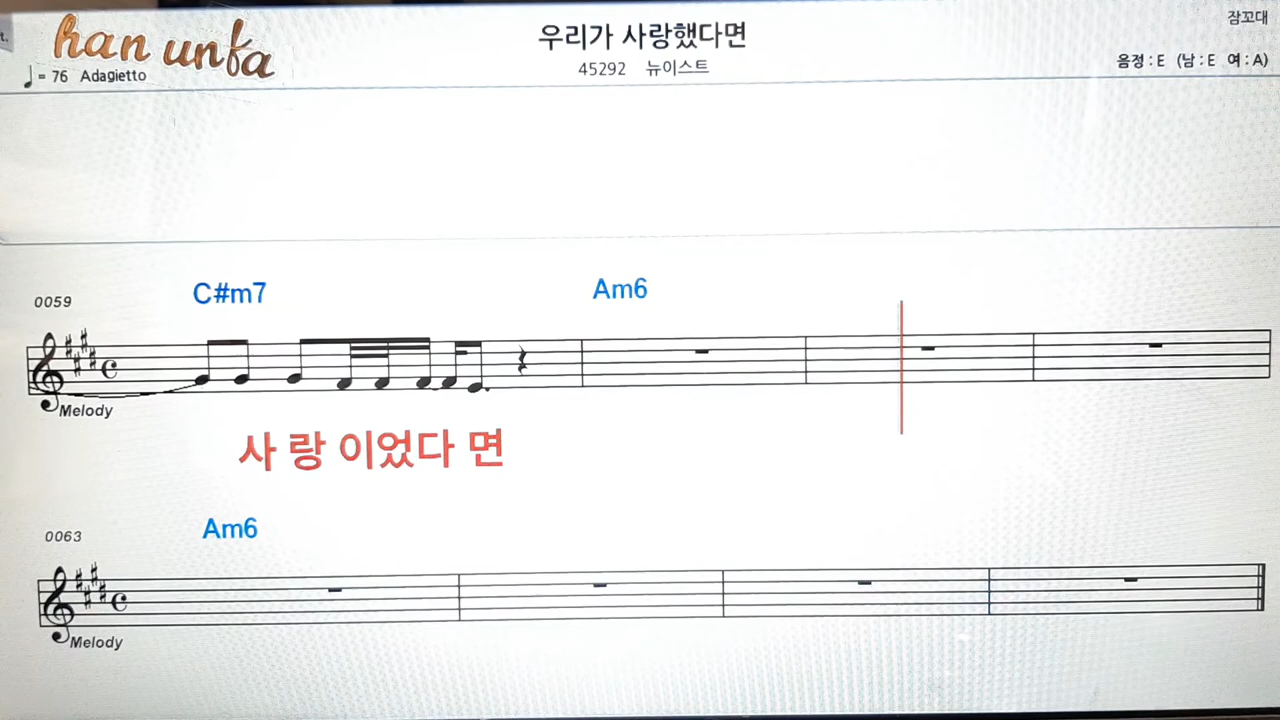 t.
han unfa
우리가 사랑했다면
잠꼬대
♩= 76 Adagietto
45292 뉴이스트
음정 : E (남 : E 여 : A)
0059
C#m7 Am6
Melody
사 랑 이었다 면
0063
Am6
Melody